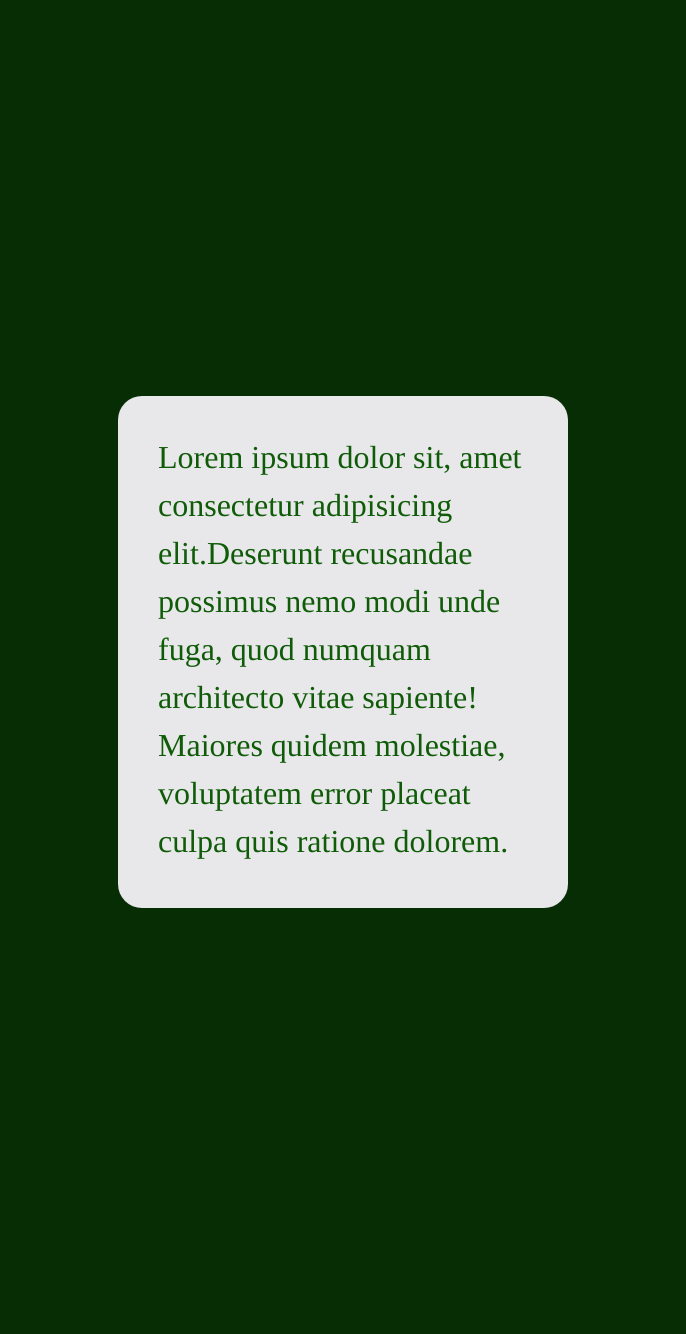 Lorem ipsum dolor sit, amet
consectetur adipisicing
elit.Deserunt recusandae
possimus nemo modi unde
fuga, quod numquam
architecto vitae sapiente!
Maiores quidem molestiae,
voluptatem error placeat
culpa quis ratione dolorem.